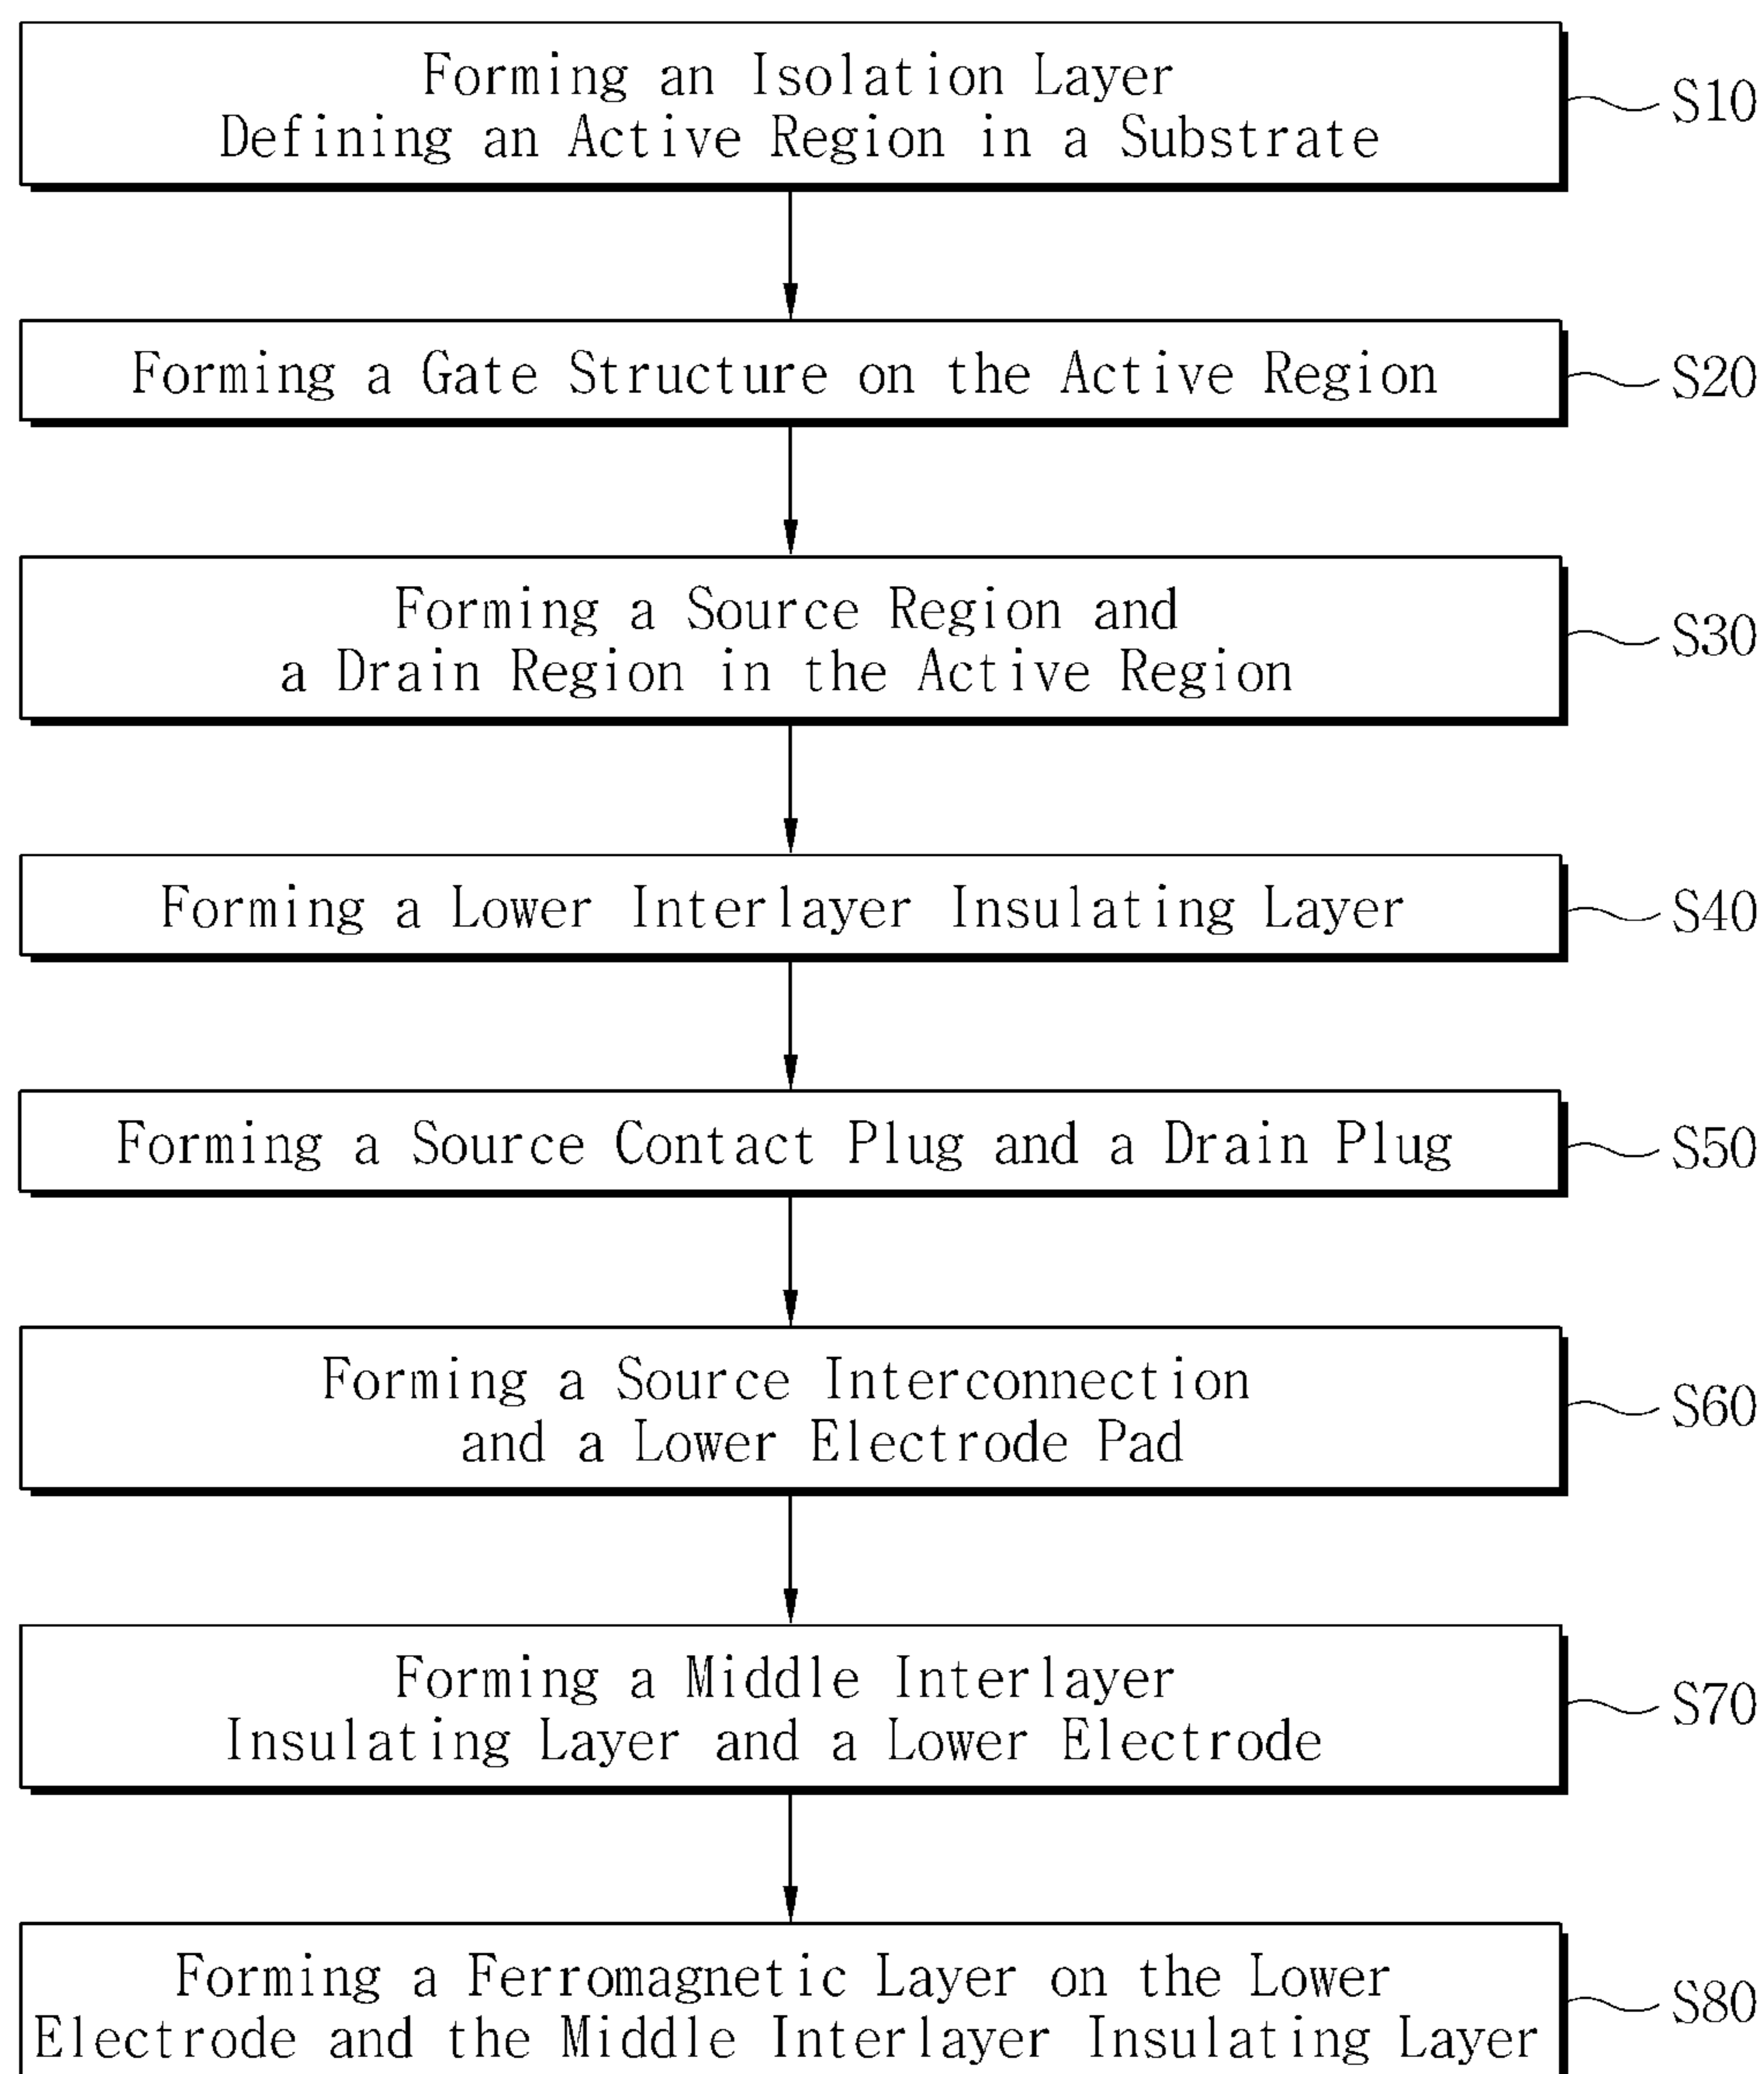 Forming an Isolation Layer
Defining an Active Region in a Substrate
S10
Forming a Gate Structure on the Active Region
S20
Forming a Source Region and
a Drain Region in the Active Region
S30
Forming a Lower Interlayer Insulating Layer
S40
Forming a Source Contact Plug and a Drain Plug
S50
Forming a Source Interconnection
and a Lower Electrode Pad
S60
Forming a Middle Interlayer
Insulating Layer and a Lower Electrode
S70
Forming a Ferromagnetic Layer on the Lower
Electrode and the Middle Interlayer Insulating Layer
S80